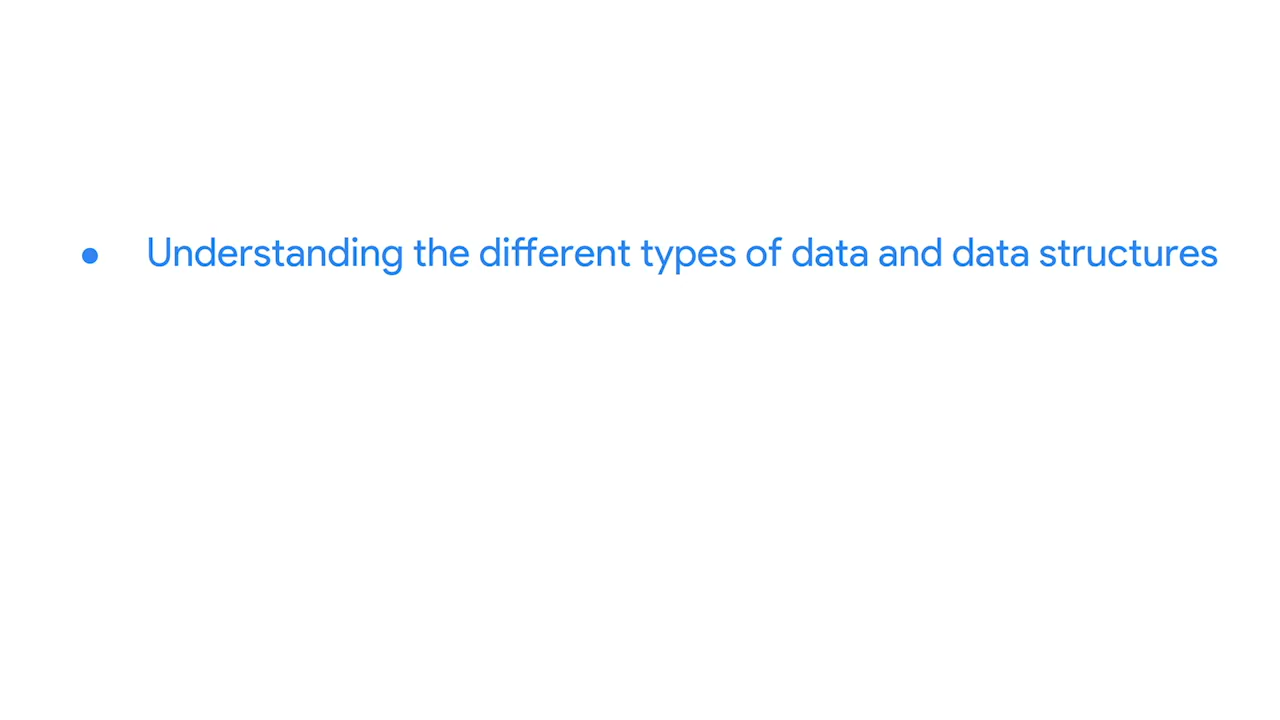 ● Understanding the different types of data and data structures